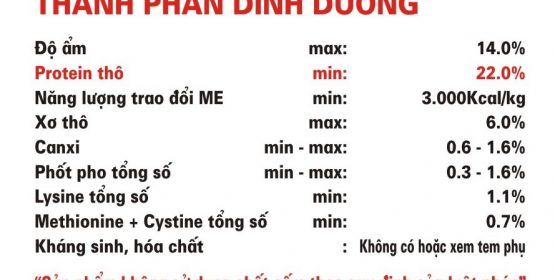 THÀNH PHẦN DINH DƯỠNG
Độ ẩm max: 14.0%
Protein thô min: 22.0%
Năng lượng trao đổi ME min: 3.000Kcal/kg
Xơ thô max: 6.0%
Canxi min - max: 0.6 - 1.6%
Phốt pho tổng số min - max: 0.3 - 1.6%
Lysine tổng số min: 1.1%
Methionine + Cystine tổng số min: 0.7%
Kháng sinh, hóa chất : Không có hoặc xem tem phụ